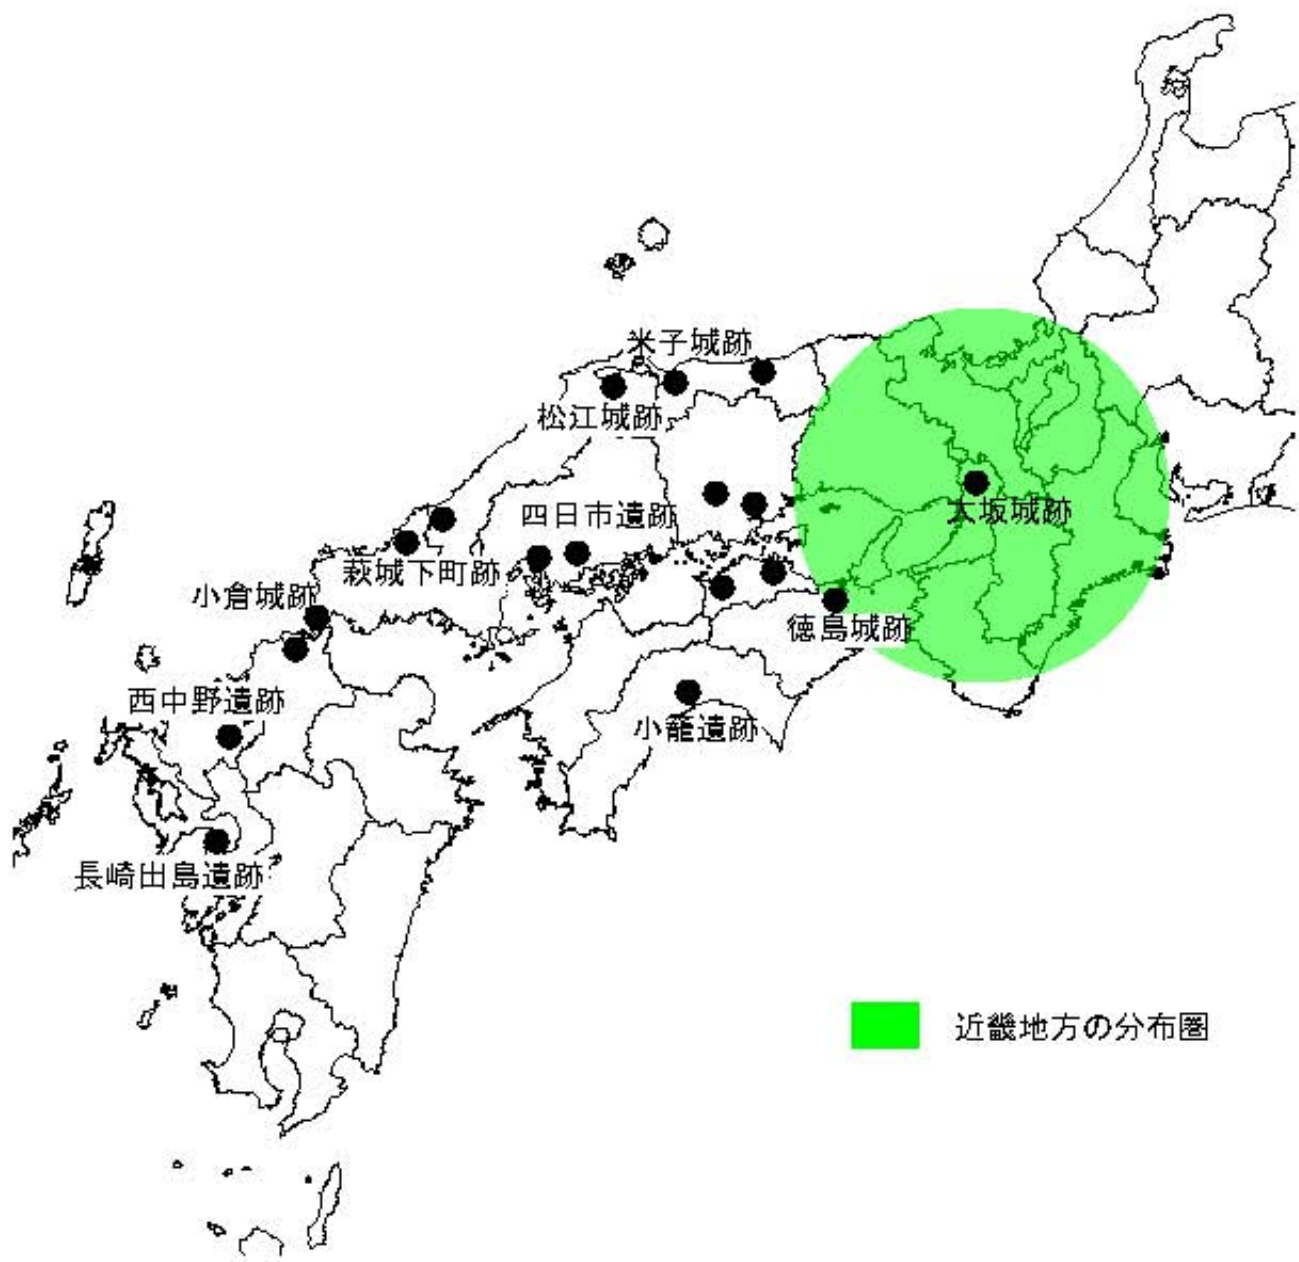 米子城跡
松江城跡
四日市遺跡
大坂城跡
萩城下町跡
小倉城跡
徳島城跡
西中野遺跡
小籠遺跡
長崎出島遺跡
近畿地方の分布圏